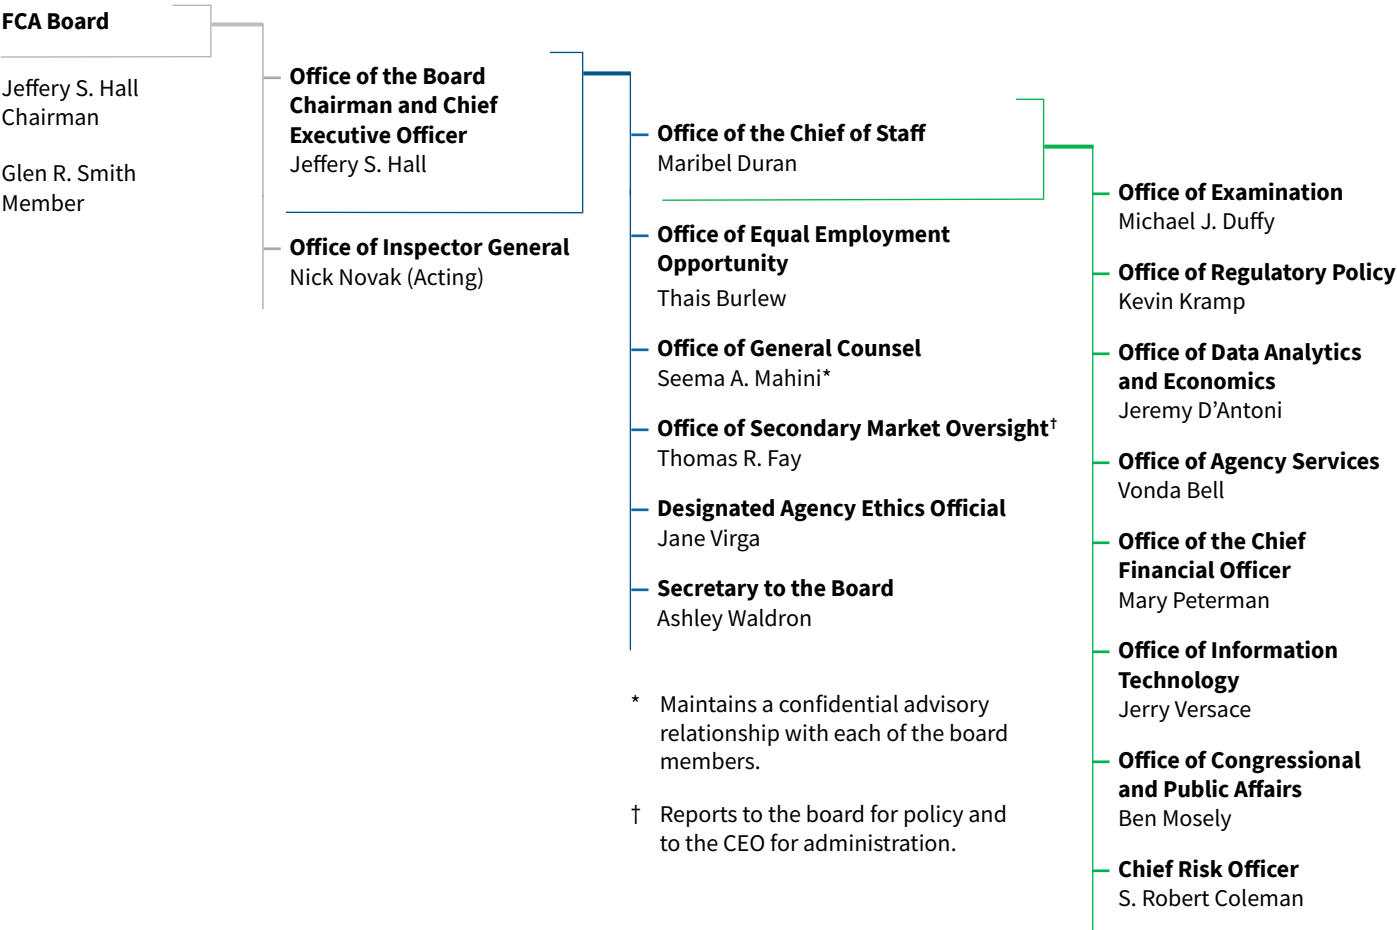 FCA Board
Jeffery S. Hall
Chairman
Glen R. Smith
Member
Office of the Board
Chairman and Chief
Executive Officer
Jeffery S. Hall
Office of Inspector General
Nick Novak (Acting)
Office of the Chief of Staff
Maribel Duran
Office of Equal Employment
Opportunity
Thais Burlew
Office of General Counsel
Seema A. Mahini*
Office of Secondary Market Oversight†
Thomas R. Fay
Designated Agency Ethics Official
Jane Virga
Secretary to the Board
Ashley Waldron
* Maintains a confidential advisory
relationship with each of the board
members.
† Reports to the board for policy and
to the CEO for administration.
Office of Examination
Michael J. Duffy
Office of Regulatory Policy
Kevin Kramp
Office of Data Analytics
and Economics
Jeremy D’Antoni
Office of Agency Services
Vonda Bell
Office of the Chief
Financial Officer
Mary Peterman
Office of Information
Technology
Jerry Versace
Office of Congressional
and Public Affairs
Ben Mosely
Chief Risk Officer
S. Robert Coleman